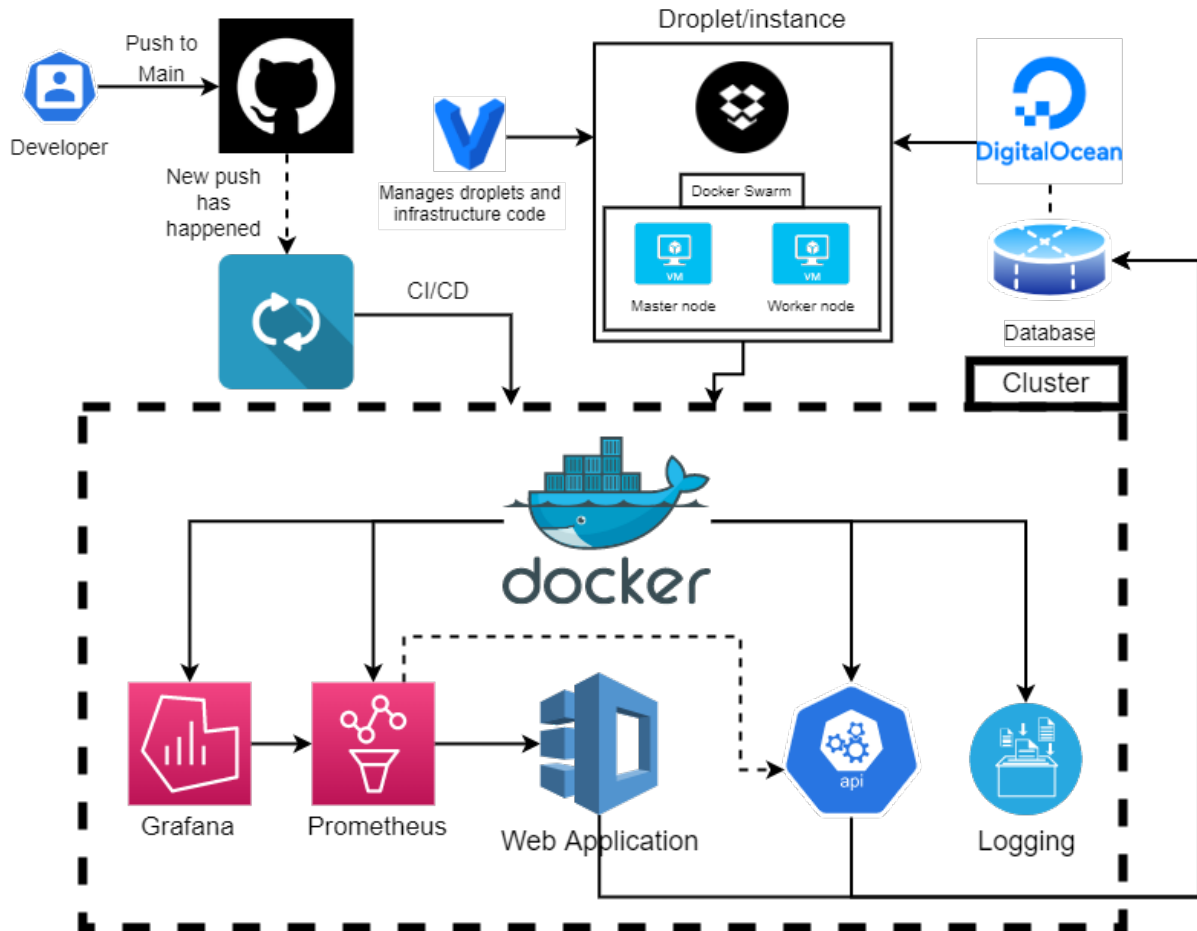 Droplet/instance
Push to
Main
Developer
New push
has
happened
Manages droplets and
infrastructure code
Docker Swarm
VM
VM
Master node
Worker node
DigitalOcean
Database
CI/CD
Cluster
docker
api
Grafana
Prometheus
Web Application
Logging